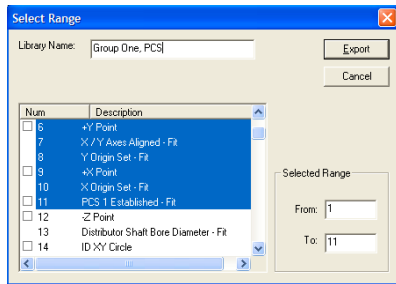 Select Range
Library Name: Group One, PCS
Export
Cancel
Num Description
6 +Y Point
7 X / Y Axes Aligned - Fit
8 Y Origin Set - Fit
9 +X Point
10 X Origin Set - Fit
11 PCS 1 Established - Fit
12 -Z Point
13 Distributor Shaft Bore Diameter - Fit
14 ID XY Circle
Selected Range
From: 1
To: 11